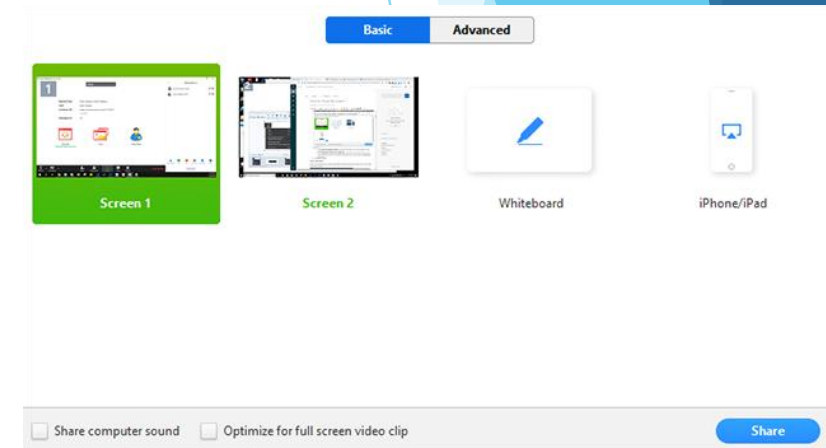 Basic Advanced
1
Screen 1 Screen 2 Whiteboard iPhone/iPad
Share computer sound Optimize for full screen video clip Share